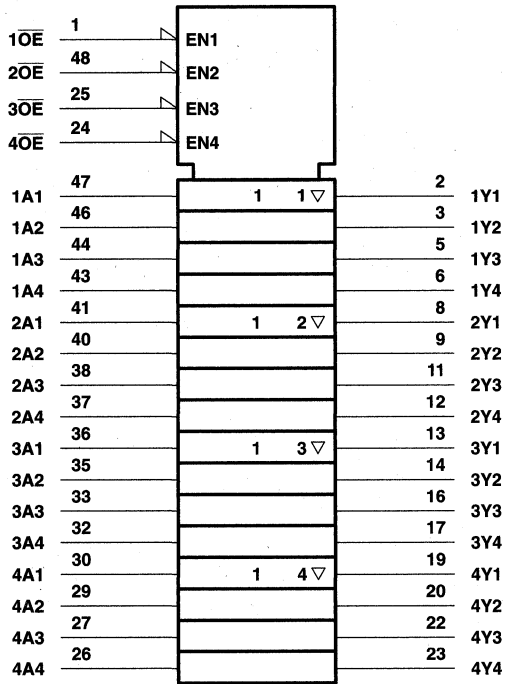 1O̅E̅ 1 EN1
2O̅E̅ 48 EN2
3O̅E̅ 25 EN3
4O̅E̅ 24 EN4
1A1 47 1 1 ▽ 2 1Y1
1A2 46 3 1Y2
1A3 44 5 1Y3
1A4 43 6 1Y4
2A1 41 1 2 ▽ 8 2Y1
2A2 40 9 2Y2
2A3 38 11 2Y3
2A4 37 12 2Y4
3A1 36 1 3 ▽ 13 3Y1
3A2 35 14 3Y2
3A3 33 16 3Y3
3A4 32 17 3Y4
4A1 30 1 4 ▽ 19 4Y1
4A2 29 20 4Y2
4A3 27 22 4Y3
4A4 26 23 4Y4